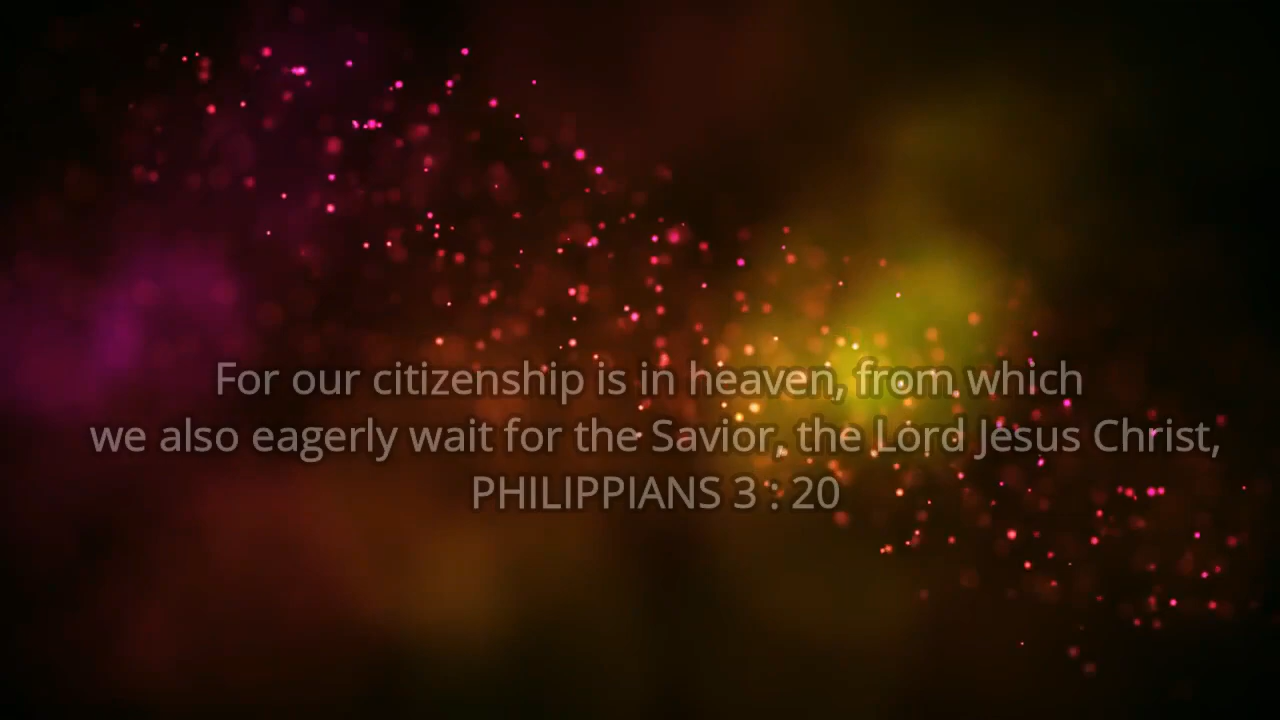 For our citizenship is in heaven, from which
we also eagerly wait for the Savior, the Lord Jesus Christ,
PHILIPPIANS 3 : 20